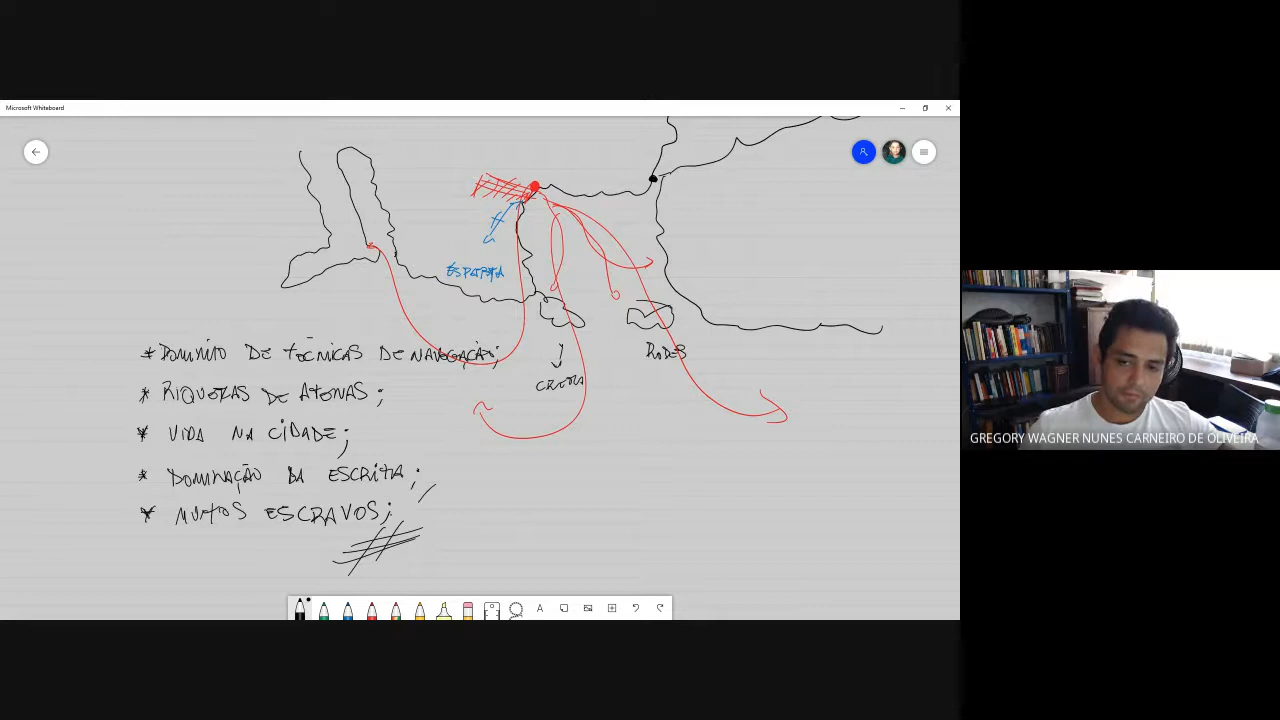 Microsoft Whiteboard
ESPARTA
* DOMINIO DE TÉCNICAS DE NAVEGAÇÃO;
RODES
CRETA
* RIQUEZAS DE ATENAS;
* VIDA NA CIDADE;
* DOMINAÇÃO DA ESCRITA;
* MUITOS ESCRAVOS;
GREGORY WAGNER NUNES CARNEIRO DE OLIVEIRA
A